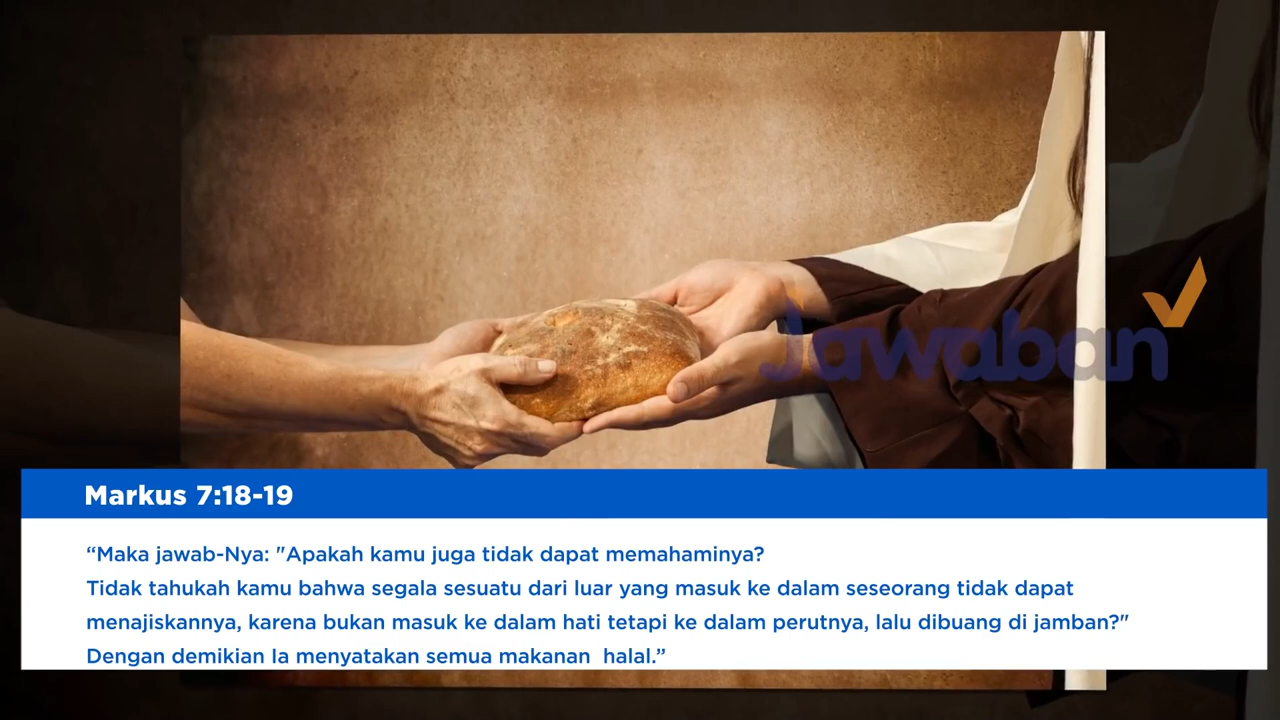 Jawaban
Markus 7:18-19
“Maka jawab-Nya: "Apakah kamu juga tidak dapat memahaminya?
Tidak tahukah kamu bahwa segala sesuatu dari luar yang masuk ke dalam seseorang tidak dapat
menajiskannya, karena bukan masuk ke dalam hati tetapi ke dalam perutnya, lalu dibuang di jamban?"
Dengan demikian Ia menyatakan semua makanan  halal.”